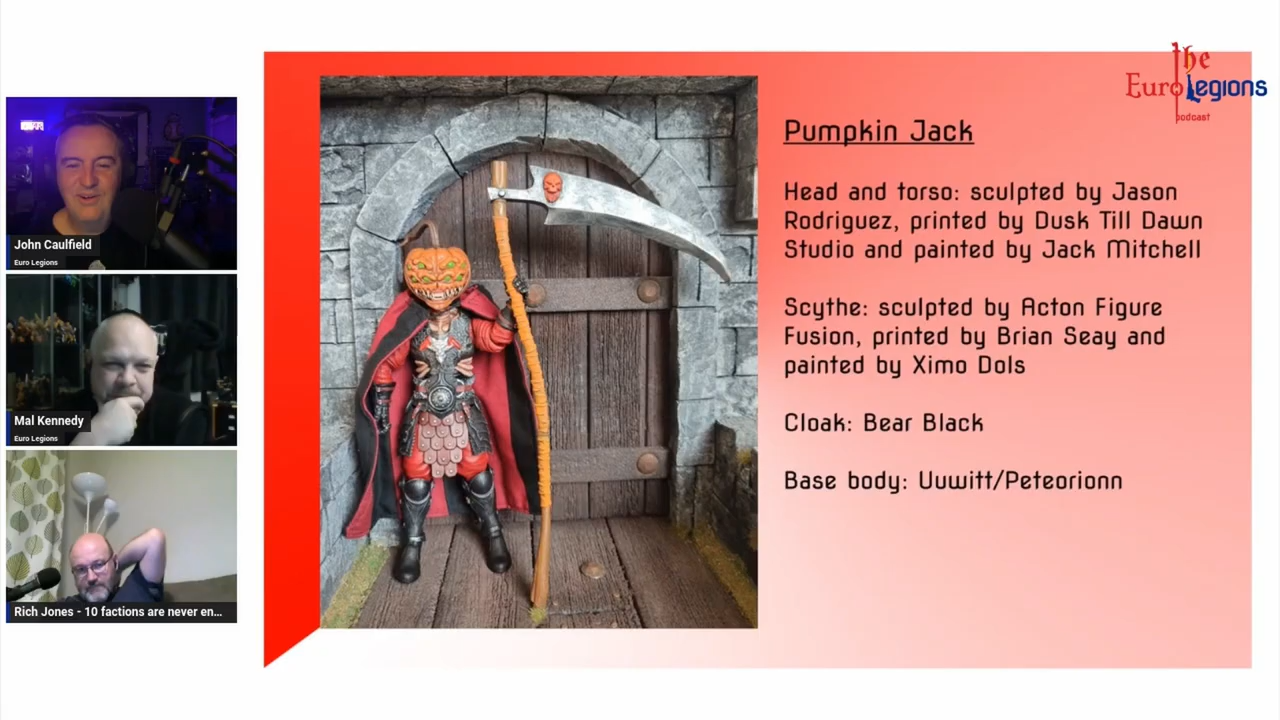 the
EuroLegions
podcast
Pumpkin Jack
Head and torso: sculpted by Jason
Rodriguez, printed by Dusk Till Dawn
Studio and painted by Jack Mitchell
Scythe: sculpted by Acton Figure
Fusion, printed by Brian Seay and
painted by Ximo Dols
Cloak: Bear Black
Base body: Uuwitt/Peteorionn
John Caulfield
Euro Legions
Mal Kennedy
Euro Legions
Rich Jones - 10 factions are never en...